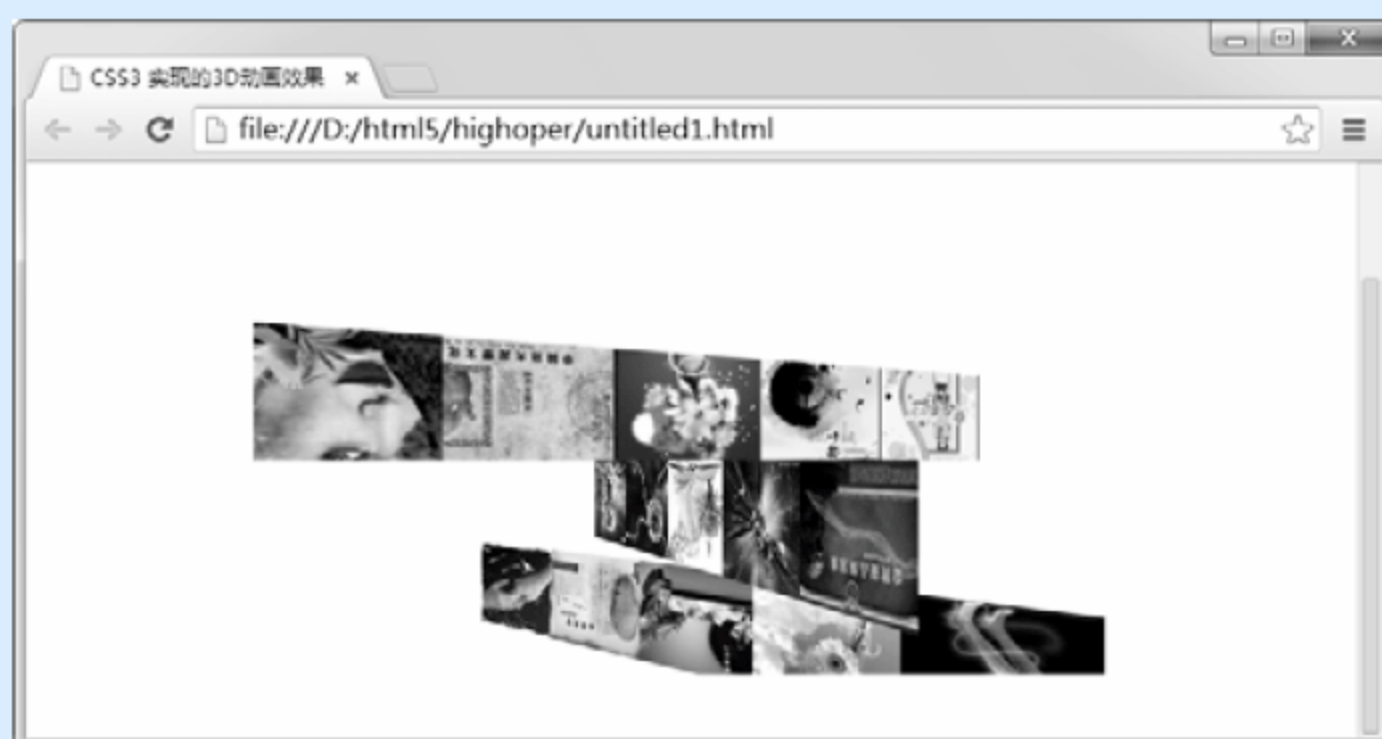 CSS3 实现的3D动画效果
file:///D:/html5/highoper/untitled1.html